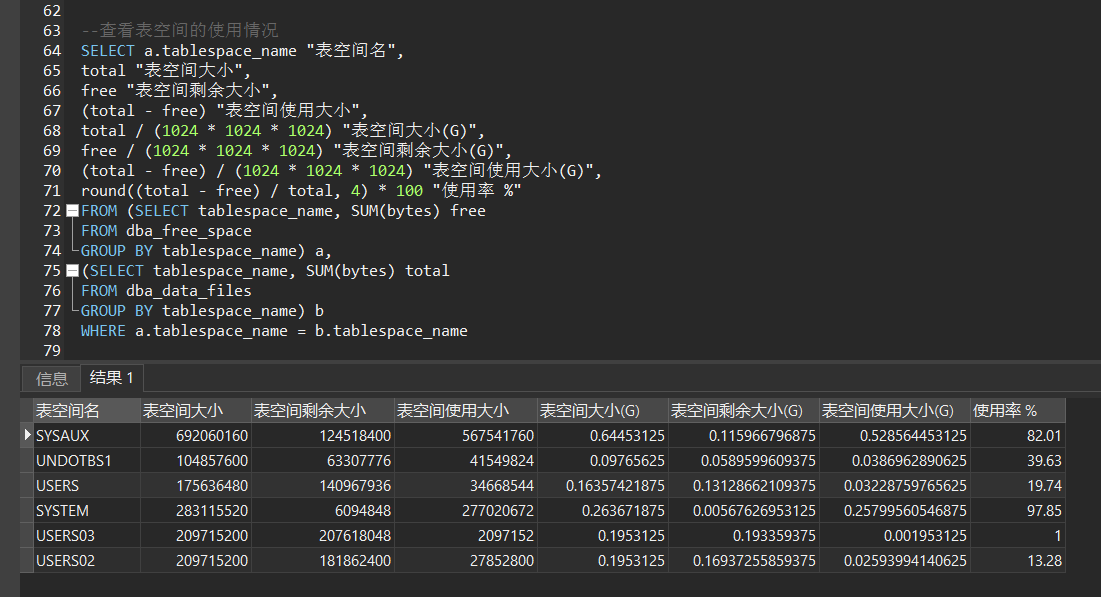 62
63 --查看表空间的使用情况
64 SELECT a.tablespace_name "表空间名",
65 total "表空间大小",
66 free "表空间剩余大小",
67 (total - free) "表空间使用大小",
68 total / (1024 * 1024 * 1024) "表空间大小(G)",
69 free / (1024 * 1024 * 1024) "表空间剩余大小(G)",
70 (total - free) / (1024 * 1024 * 1024) "表空间使用大小(G)",
71 round((total - free) / total, 4) * 100 "使用率 %"
72 FROM (SELECT tablespace_name, SUM(bytes) free
73 FROM dba_free_space
74 GROUP BY tablespace_name) a,
75 (SELECT tablespace_name, SUM(bytes) total
76 FROM dba_data_files
77 GROUP BY tablespace_name) b
78 WHERE a.tablespace_name = b.tablespace_name
79
信息 结果 1
表空间名 表空间大小 表空间剩余大小 表空间使用大小 表空间大小(G) 表空间剩余大小(G) 表空间使用大小(G) 使用率 %
SYSAUX 692060160 124518400 567541760 0.64453125 0.115966796875 0.528564453125 82.01
UNDOTBS1 104857600 63307776 41549824 0.09765625 0.0589599609375 0.0386962890625 39.63
USERS 175636480 140967936 34668544 0.16357421875 0.13128662109375 0.03228759765625 19.74
SYSTEM 283115520 6094848 277020672 0.263671875 0.00567626953125 0.25799560546875 97.85
USERS03 209715200 207618048 2097152 0.1953125 0.193359375 0.001953125 1
USERS02 209715200 181862400 27852800 0.1953125 0.16937255859375 0.02593994140625 13.28